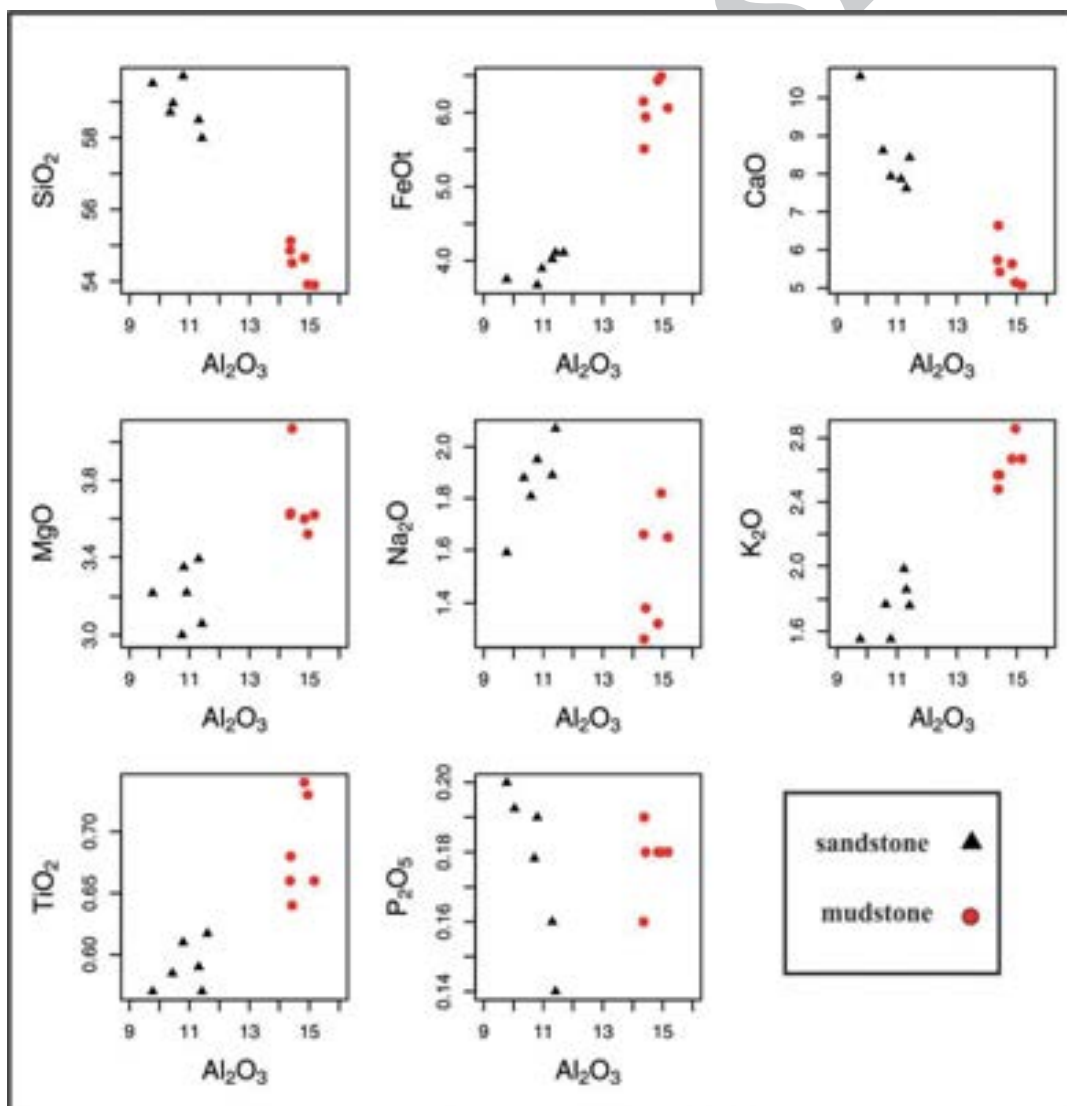 SiO₂
58
56
54
9 11 13 15
Al₂O₃
FeOt
6.0
5.0
4.0
9 11 13 15
Al₂O₃
CaO
10
9
8
7
6
5
9 11 13 15
Al₂O₃
MgO
3.8
3.4
3.0
9 11 13 15
Al₂O₃
Na₂O
2.0
1.8
1.6
1.4
9 11 13 15
Al₂O₃
K₂O
2.8
2.4
2.0
1.6
9 11 13 15
Al₂O₃
TiO₂
0.70
0.65
0.60
9 11 13 15
Al₂O₃
P₂O₅
0.20
0.18
0.16
0.14
9 11 13 15
Al₂O₃
sandstone
mudstone